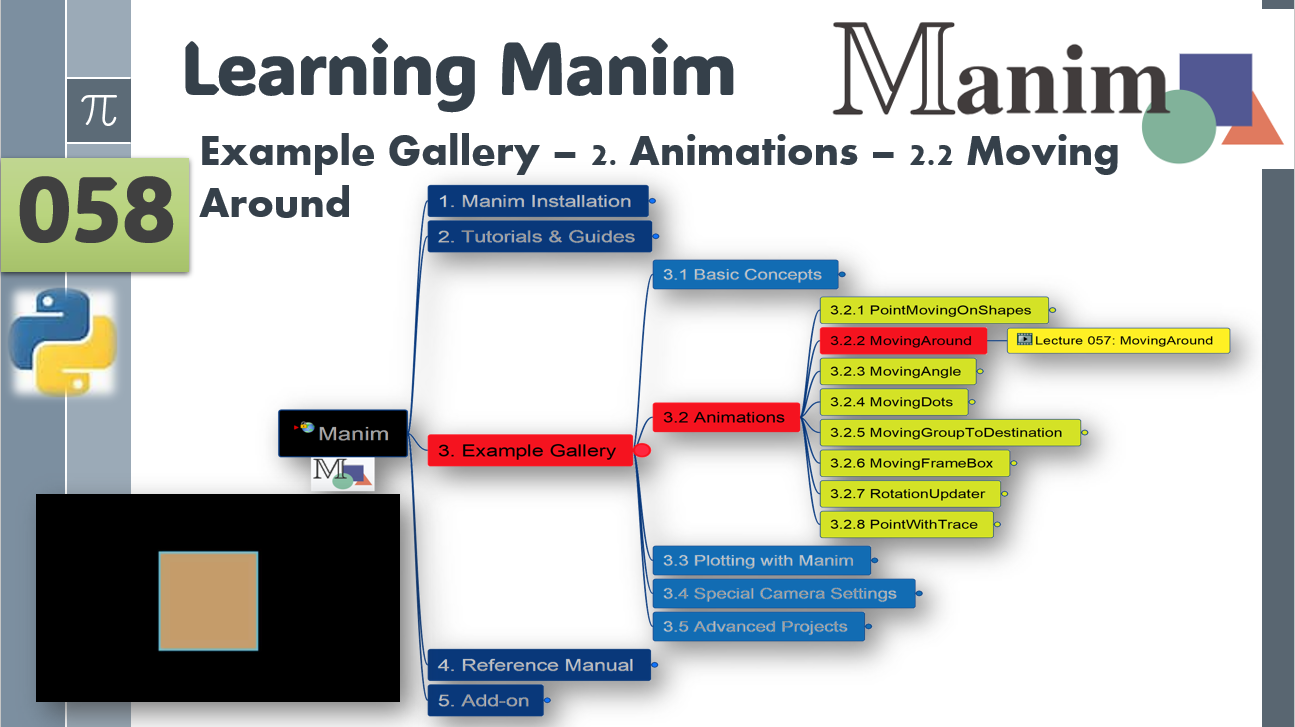 Learning Manim
Manim
π
Example Gallery – 2. Animations – 2.2 Moving
Around
058
1. Manim Installation
2. Tutorials & Guides
3.1 Basic Concepts
3.2.1 PointMovingOnShapes
3.2.2 MovingAround
Lecture 057: MovingAround
3.2.3 MovingAngle
3.2.4 MovingDots
3.2 Animations
3.2.5 MovingGroupToDestination
Manim
3. Example Gallery
3.2.6 MovingFrameBox
M
3.2.7 RotationUpdater
3.2.8 PointWithTrace
3.3 Plotting with Manim
3.4 Special Camera Settings
3.5 Advanced Projects
4. Reference Manual
5. Add-on